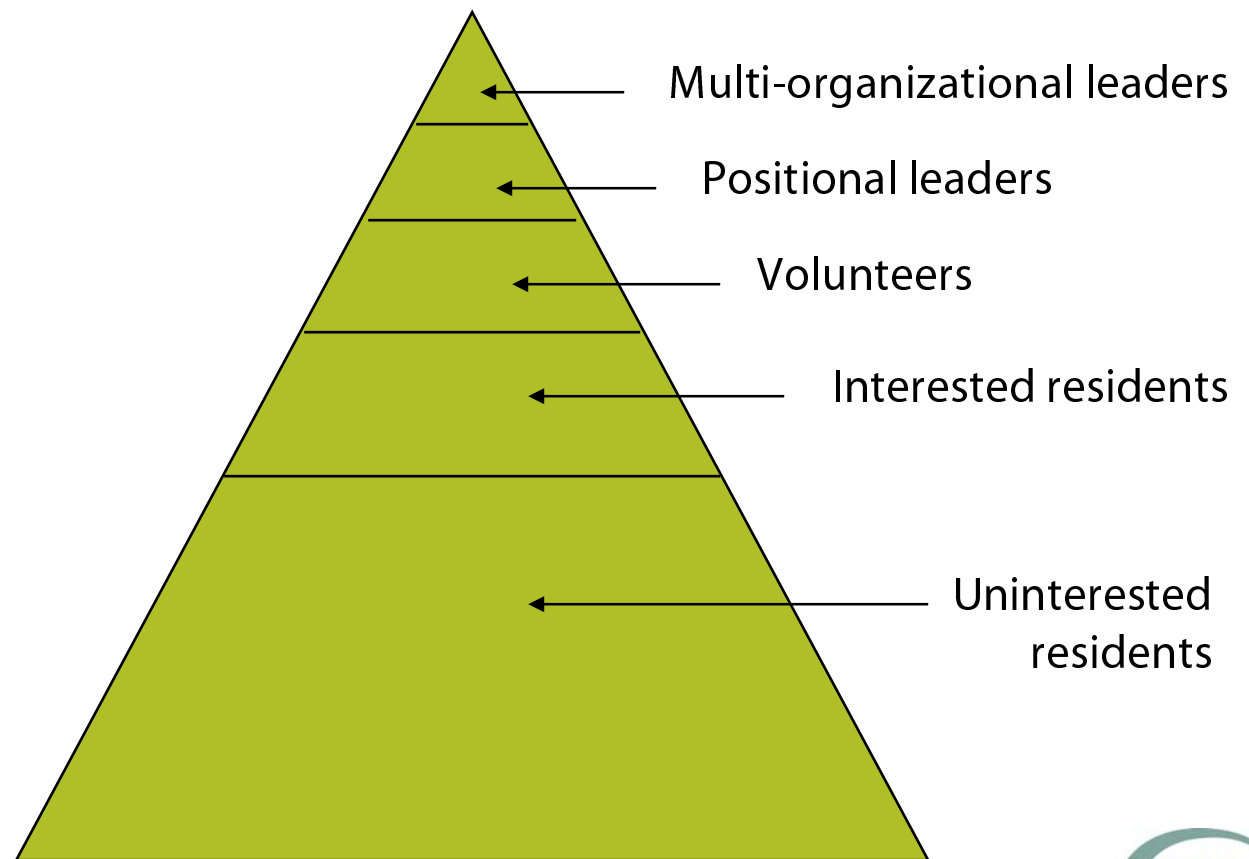 Multi-organizational leaders
Positional leaders
Volunteers
Interested residents
Uninterested
residents